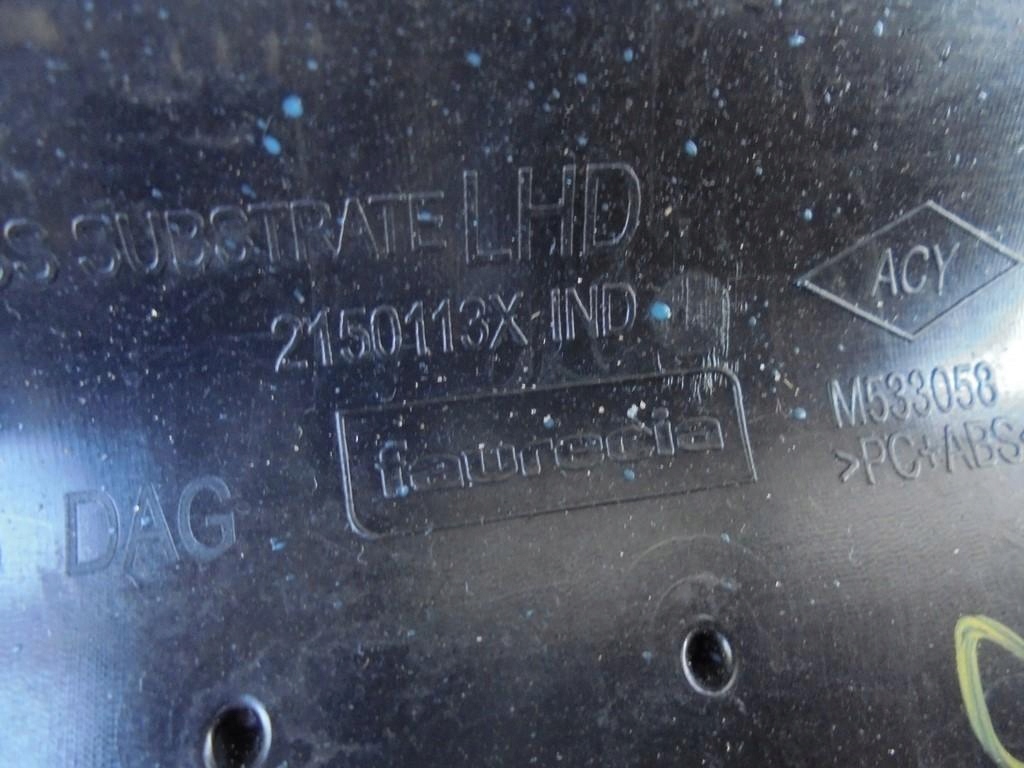 SUBSTRATE LHD
2150113X IND
ACY
faurecia
M533058
>PC+ABS<
DAG